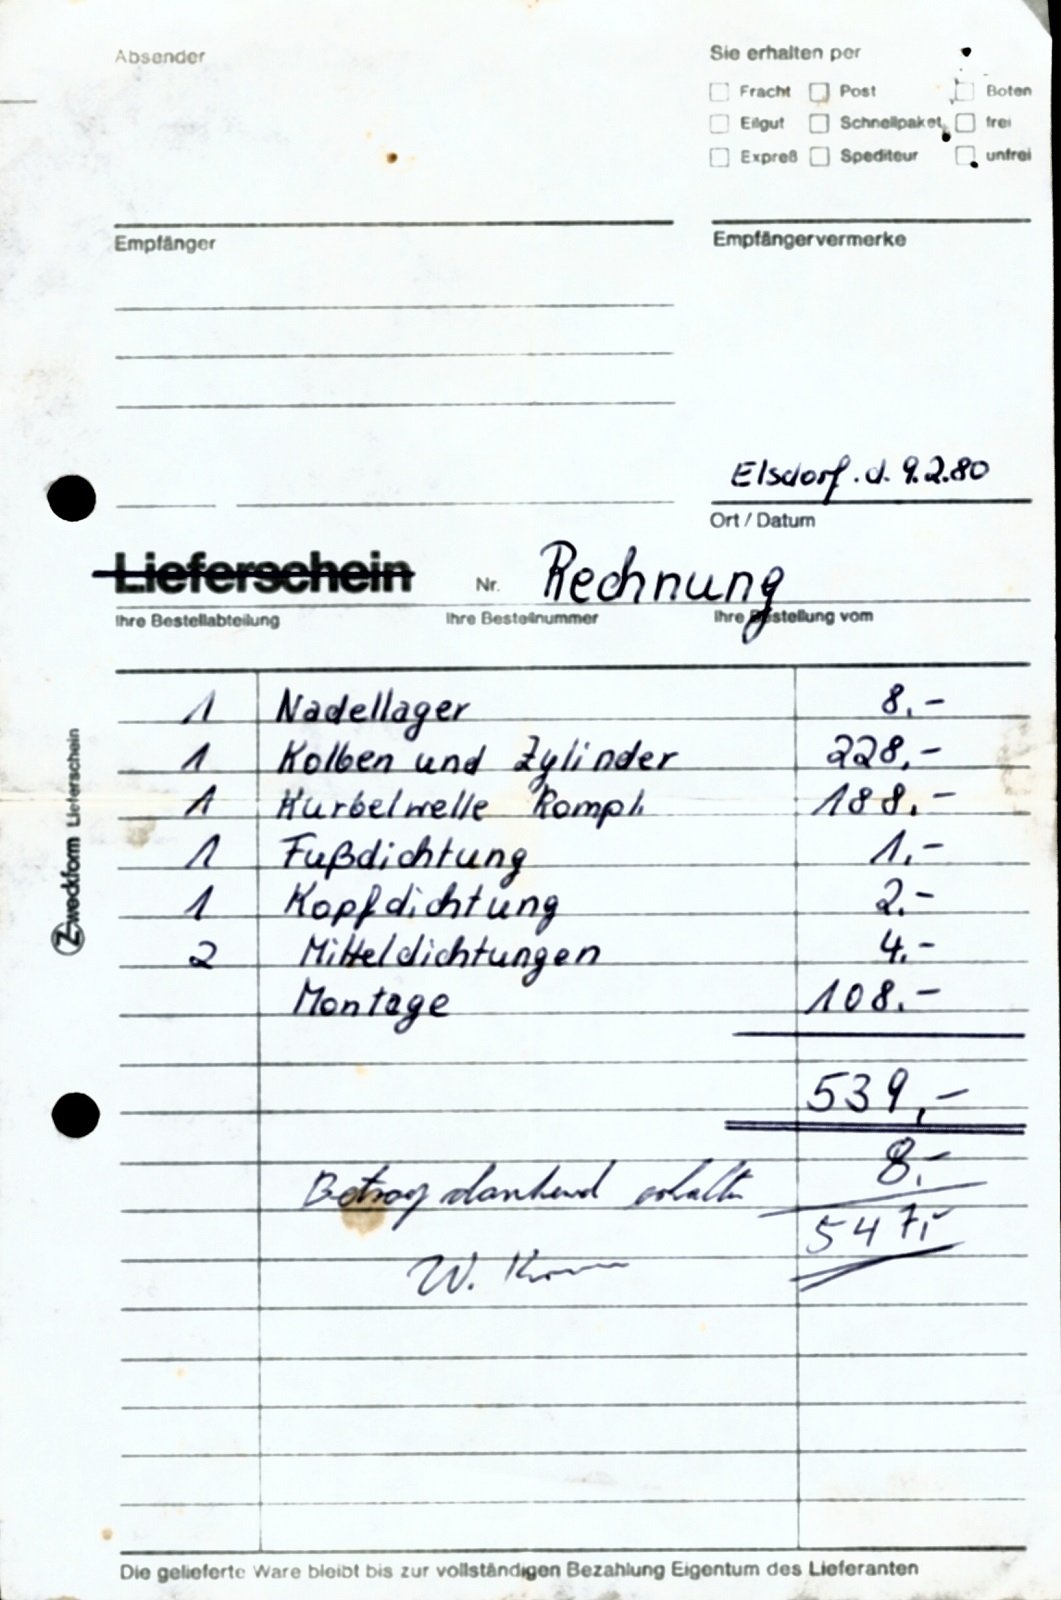 Absender
Sie erhalten per
Fracht Post Boten
Eilgut Schnellpaket frei
Expreß Spediteur unfrei
Empfänger
Empfängervermerke
Elsdorf. d. 9.2.80
Ort / Datum
Lieferschein Nr. Rechnung
Ihre Bestellabteilung Ihre Bestellnummer Ihre Bestellung vom
1 Nadellager 8,-
1 Kolben und Zylinder 228,-
1 Kurbelwelle Kompl. 188.-
1 Fußdichtung 1,-
1 Kopfdichtung 2.-
2 Mitteldichtungen 4.-
Montage 108.-
539,-
8,-
Betrag dankend erhalten
547,-
W.
Zweckform Lieferschein
Die gelieferte Ware bleibt bis zur vollständigen Bezahlung Eigentum des Lieferanten